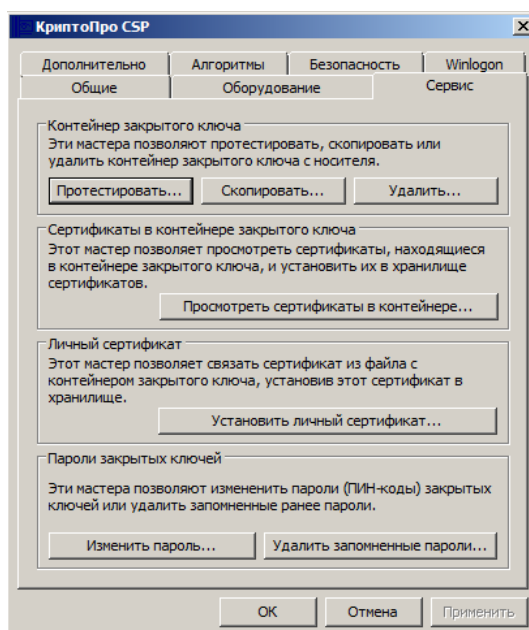 КриптоПро CSP
Дополнительно Алгоритмы Безопасность Winlogon
Общие Оборудование Сервис
Контейнер закрытого ключа
Эти мастера позволяют протестировать, скопировать или
удалить контейнер закрытого ключа с носителя.
Протестировать... Скопировать... Удалить...
Сертификаты в контейнере закрытого ключа
Этот мастер позволяет просмотреть сертификаты, находящиеся
в контейнере закрытого ключа, и установить их в хранилище
сертификатов.
Просмотреть сертификаты в контейнере...
Личный сертификат
Этот мастер позволяет связать сертификат из файла с
контейнером закрытого ключа, установив этот сертификат в
хранилище.
Установить личный сертификат...
Пароли закрытых ключей
Эти мастера позволяют измененить пароли (ПИН-коды) закрытых
ключей или удалить запомненные ранее пароли.
Изменить пароль... Удалить запомненные пароли...
ОК Отмена Применить